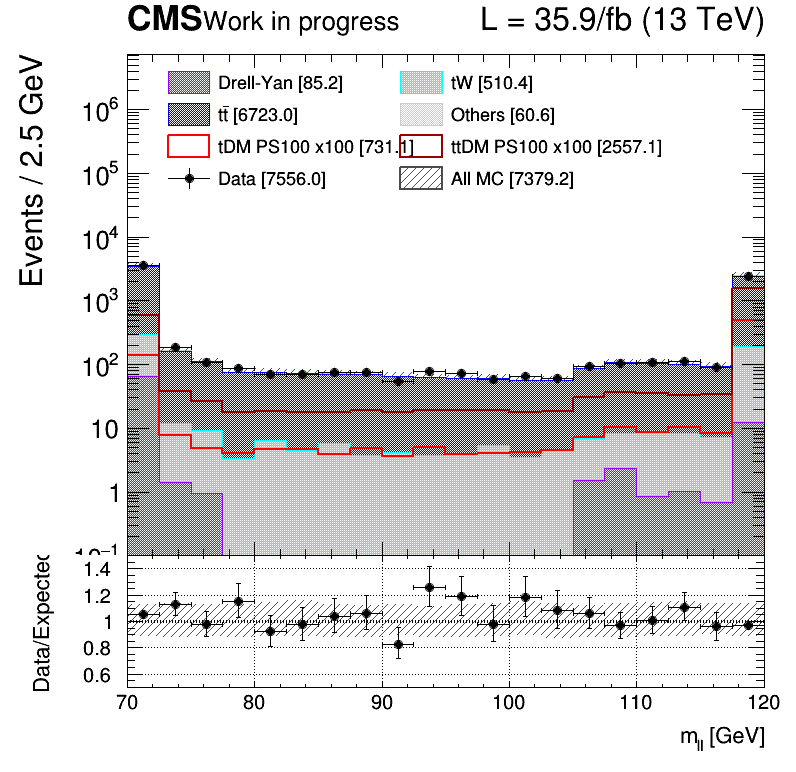 CMS Work in progress L = 35.9/fb (13 TeV)
Events / 2.5 GeV
Drell-Yan [85.2] tW [510.4]
tt̄ [6723.0] Others [60.6]
tDM PS100 x100 [731.1] ttDM PS100 x100 [2557.1]
Data [7556.0] All MC [7379.2]
10⁶
10⁵
10⁴
10³
10²
10
1
10⁻¹
Data/Expected
1.4
1.2
1
0.8
0.6
70 80 90 100 110 120
m_ll [GeV]